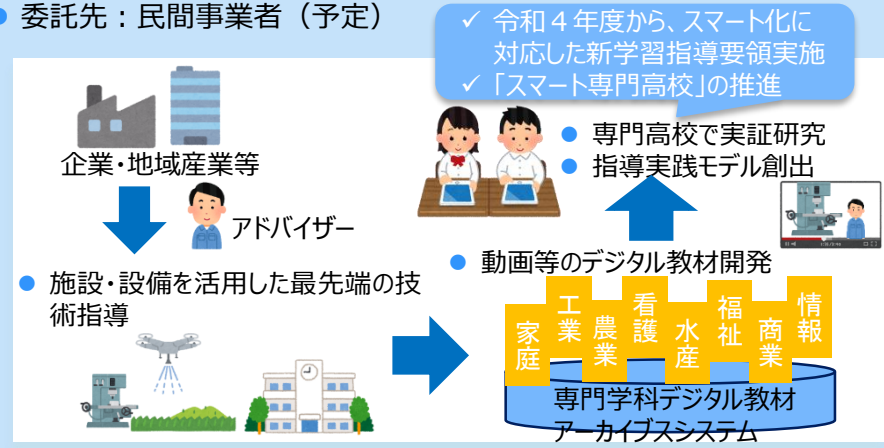 ● 委託先：民間事業者（予定）
✓ 令和４年度から、スマート化に
対応した新学習指導要領実施
✓ 「スマート専門高校」の推進
企業・地域産業等
アドバイザー
● 専門高校で実証研究
● 指導実践モデル創出
● 施設・設備を活用した最先端の技
術指導
● 動画等のデジタル教材開発
家庭
工業
農業
看護
水産
福祉
商業
情報
専門学科デジタル教材
アーカイブスシステム